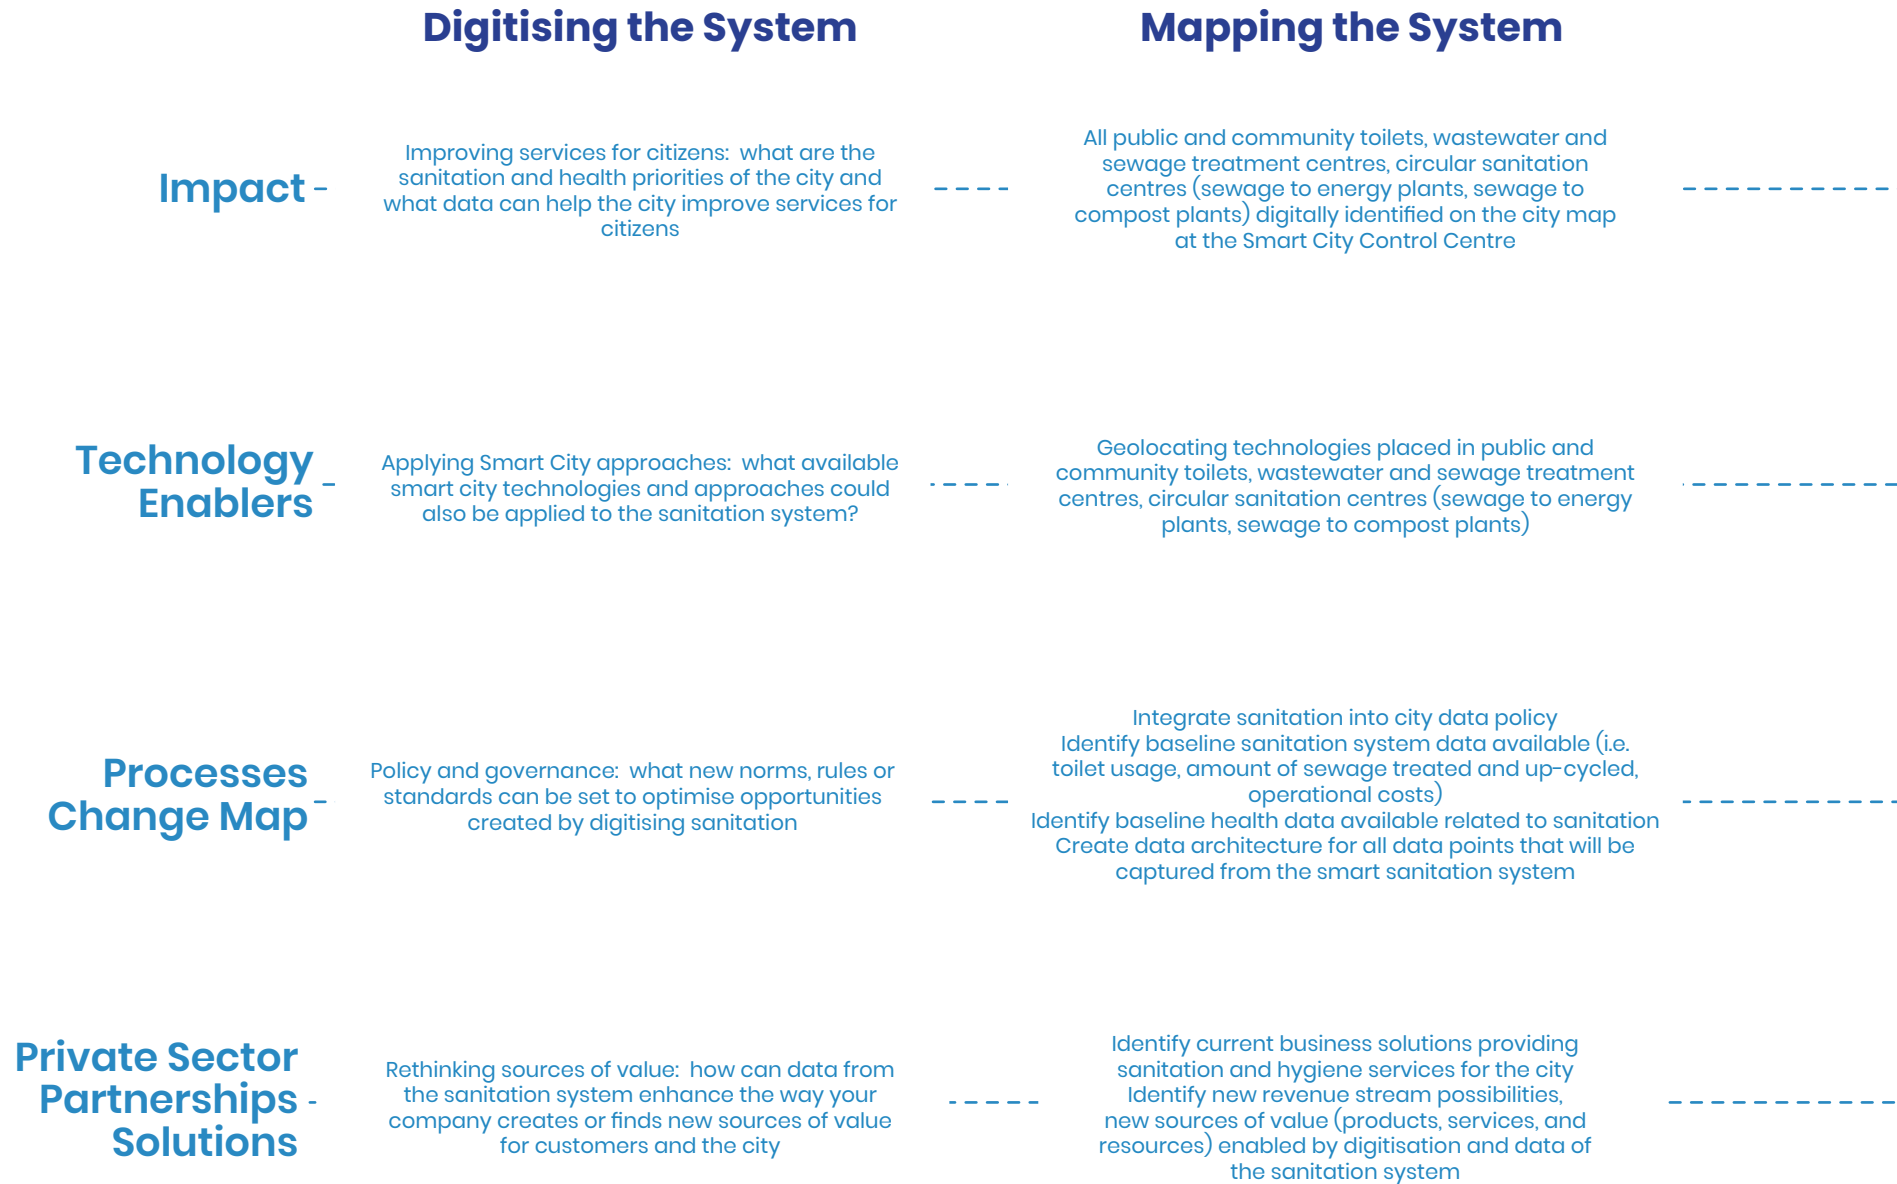 Digitising the System
Mapping the System
Impact
Improving services for citizens: what are the
sanitation and health priorities of the city and
what data can help the city improve services for
citizens
All public and community toilets, wastewater and
sewage treatment centres, circular sanitation
centres (sewage to energy plants, sewage to
compost plants) digitally identified on the city map
at the Smart City Control Centre
Technology
Enablers
Applying Smart City approaches: what available
smart city technologies and approaches could
also be applied to the sanitation system?
Geolocating technologies placed in public and
community toilets, wastewater and sewage treatment
centres, circular sanitation centres (sewage to energy
plants, sewage to compost plants)
Processes
Change Map
Policy and governance: what new norms, rules or
standards can be set to optimise opportunities
created by digitising sanitation
Integrate sanitation into city data policy
Identify baseline sanitation system data available (i.e.
toilet usage, amount of sewage treated and up-cycled,
operational costs)
Identify baseline health data available related to sanitation
Create data architecture for all data points that will be
captured from the smart sanitation system
Private Sector
Partnerships
Solutions
Rethinking sources of value: how can data from
the sanitation system enhance the way your
company creates or finds new sources of value
for customers and the city
Identify current business solutions providing
sanitation and hygiene services for the city
Identify new revenue stream possibilities,
new sources of value (products, services, and
resources) enabled by digitisation and data of
the sanitation system